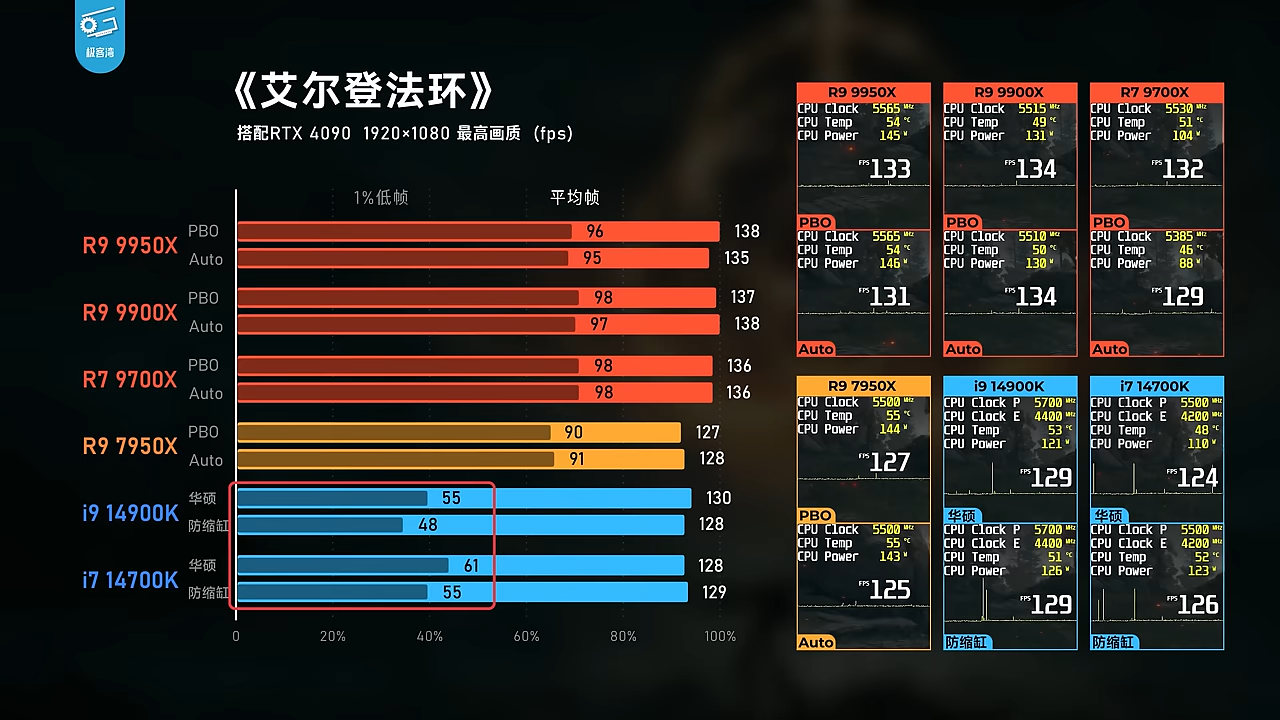 极客湾
《艾尔登法环》
搭配RTX 4090 1920×1080 最高画质 (fps)
1%低帧 平均帧
R9 9950X
PBO 96 138
Auto 95 135
R9 9900X
PBO 98 137
Auto 97 138
R7 9700X
PBO 98 136
Auto 98 136
R9 7950X
PBO 90 127
Auto 91 128
i9 14900K
华硕 55 130
防缩缸 48 128
i7 14700K
华硕 61 128
防缩缸 55 129
0 20% 40% 60% 80% 100%
R9 9950X
CPU Clock 5565 MHz
CPU Temp 54 °C
CPU Power 145 W
FPS 133
PBO
CPU Clock 5565 MHz
CPU Temp 54 °C
CPU Power 146 W
FPS 131
Auto
R9 9900X
CPU Clock 5515 MHz
CPU Temp 49 °C
CPU Power 131 W
FPS 134
PBO
CPU Clock 5510 MHz
CPU Temp 50 °C
CPU Power 130 W
FPS 134
Auto
R7 9700X
CPU Clock 5530 MHz
CPU Temp 51 °C
CPU Power 104 W
FPS 132
PBO
CPU Clock 5385 MHz
CPU Temp 46 °C
CPU Power 88 W
FPS 129
Auto
R9 7950X
CPU Clock 5500 MHz
CPU Temp 55 °C
CPU Power 144 W
FPS 127
PBO
CPU Clock 5500 MHz
CPU Temp 55 °C
CPU Power 143 W
FPS 125
Auto
i9 14900K
CPU Clock P 5700 MHz
CPU Clock E 4400 MHz
CPU Temp 53 °C
CPU Power 121 W
FPS 129
华硕
CPU Clock P 5700 MHz
CPU Clock E 4400 MHz
CPU Temp 51 °C
CPU Power 126 W
FPS 129
防缩缸
i7 14700K
CPU Clock P 5500 MHz
CPU Clock E 4200 MHz
CPU Temp 48 °C
CPU Power 110 W
FPS 124
华硕
CPU Clock P 5500 MHz
CPU Clock E 4200 MHz
CPU Temp 52 °C
CPU Power 123 W
FPS 126
防缩缸